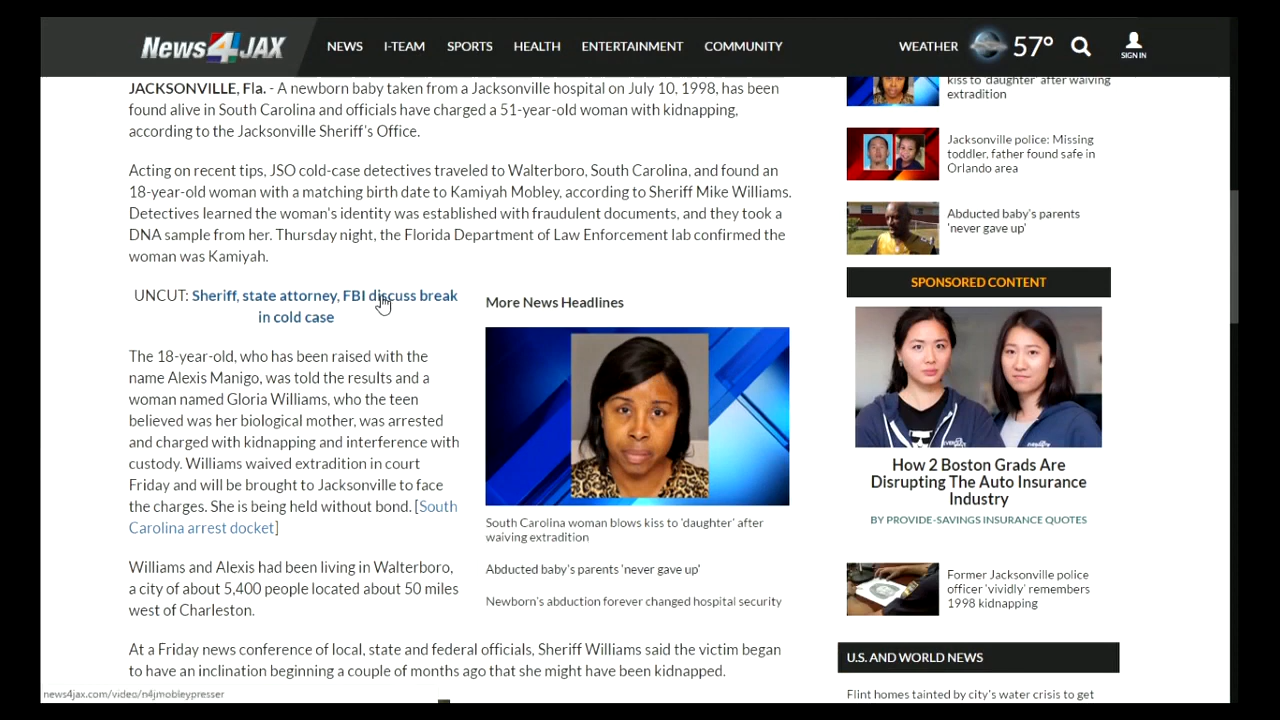 News4JAX
NEWS
I-TEAM
SPORTS
HEALTH
ENTERTAINMENT
COMMUNITY
WEATHER
57°
SIGN IN
JACKSONVILLE, Fla. - A newborn baby taken from a Jacksonville hospital on July 10, 1998, has been
found alive in South Carolina and officials have charged a 51-year-old woman with kidnapping,
according to the Jacksonville Sheriff's Office.
Acting on recent tips, JSO cold-case detectives traveled to Walterboro, South Carolina, and found an
18-year-old woman with a matching birth date to Kamiyah Mobley, according to Sheriff Mike Williams.
Detectives learned the woman's identity was established with fraudulent documents, and they took a
DNA sample from her. Thursday night, the Florida Department of Law Enforcement lab confirmed the
woman was Kamiyah.
UNCUT: Sheriff, state attorney, FBI discuss break
in cold case
The 18-year-old, who has been raised with the
name Alexis Manigo, was told the results and a
woman named Gloria Williams, who the teen
believed was her biological mother, was arrested
and charged with kidnapping and interference with
custody. Williams waived extradition in court
Friday and will be brought to Jacksonville to face
the charges. She is being held without bond. [South
Carolina arrest docket]
Williams and Alexis had been living in Walterboro,
a city of about 5,400 people located about 50 miles
west of Charleston.
At a Friday news conference of local, state and federal officials, Sheriff Williams said the victim began
to have an inclination beginning a couple of months ago that she might have been kidnapped.
More News Headlines
South Carolina woman blows kiss to 'daughter' after
waiving extradition
Abducted baby's parents 'never gave up'
Newborn's abduction forever changed hospital security
kiss to 'daughter' after waiving
extradition
Jacksonville police: Missing
toddler, father found safe in
Orlando area
Abducted baby's parents
'never gave up'
SPONSORED CONTENT
How 2 Boston Grads Are
Disrupting The Auto Insurance
Industry
BY PROVIDE-SAVINGS INSURANCE QUOTES
Former Jacksonville police
officer 'vividly' remembers
1998 kidnapping
U.S. AND WORLD NEWS
Flint homes tainted by city's water crisis to get
news4jax.com/video/n4jmobleypresser